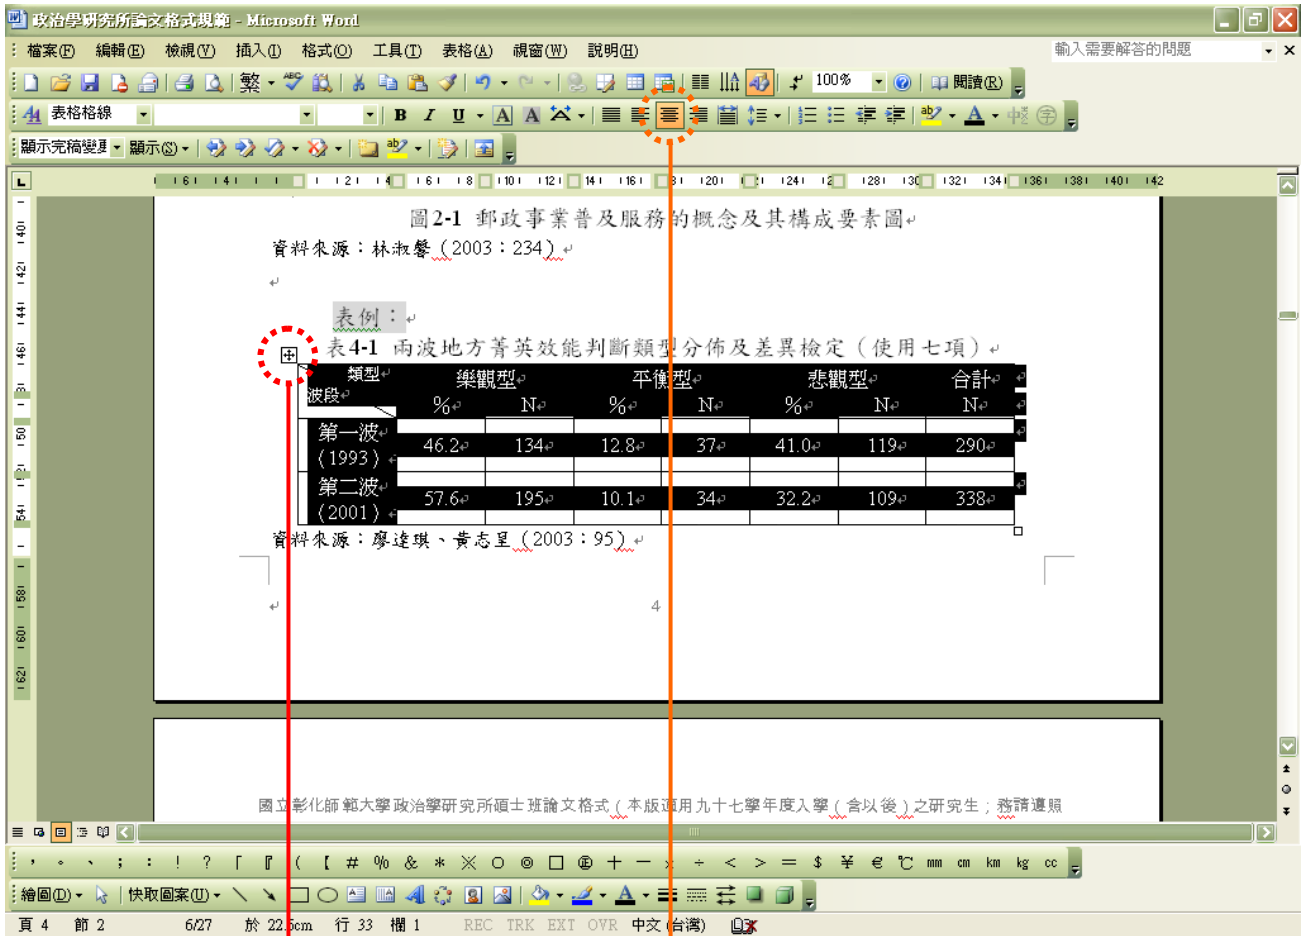 政治學研究所論文格式規範 - Microsoft Word
檔案(F) 編輯(E) 檢視(V) 插入(I) 格式(O) 工具(T) 表格(A) 視窗(W) 說明(H) 輸入需要解答的問題
繁 100% 閱讀(R)
表格格線 B I U A A
顯示完稿變更 顯示(S)
圖2-1 郵政事業普及服務的概念及其構成要素圖
資料來源：林淑馨（2003：234）
表例：
表4-1 兩波地方菁英效能判斷類型分佈及差異檢定（使用七項）
類型 樂觀型 平衡型 悲觀型 合計
波段 % N % N % N N
第一波（1993） 46.2 134 12.8 37 41.0 119 290
第二波（2001） 57.6 195 10.1 34 32.2 109 338
資料來源：廖達琪、黃志呈（2003：95）
4
國立彰化師範大學政治學研究所碩士班論文格式(本版適用九十七學年度入學(含以後)之研究生；務請遵照
， 。 、 ； ： ！ ？ 「 『 （ 【 # % & * ※ ○ ◎ □ ㊣ ＋ － × ÷ ＜ ＞ ＝ $ ¥ € ℃ mm cm km kg cc
繪圖(D) 快取圖案(U)
頁 4 節 2 6/27 於 22.6cm 行 33 欄 1 REC TRK EXT OVR 中文(台灣)